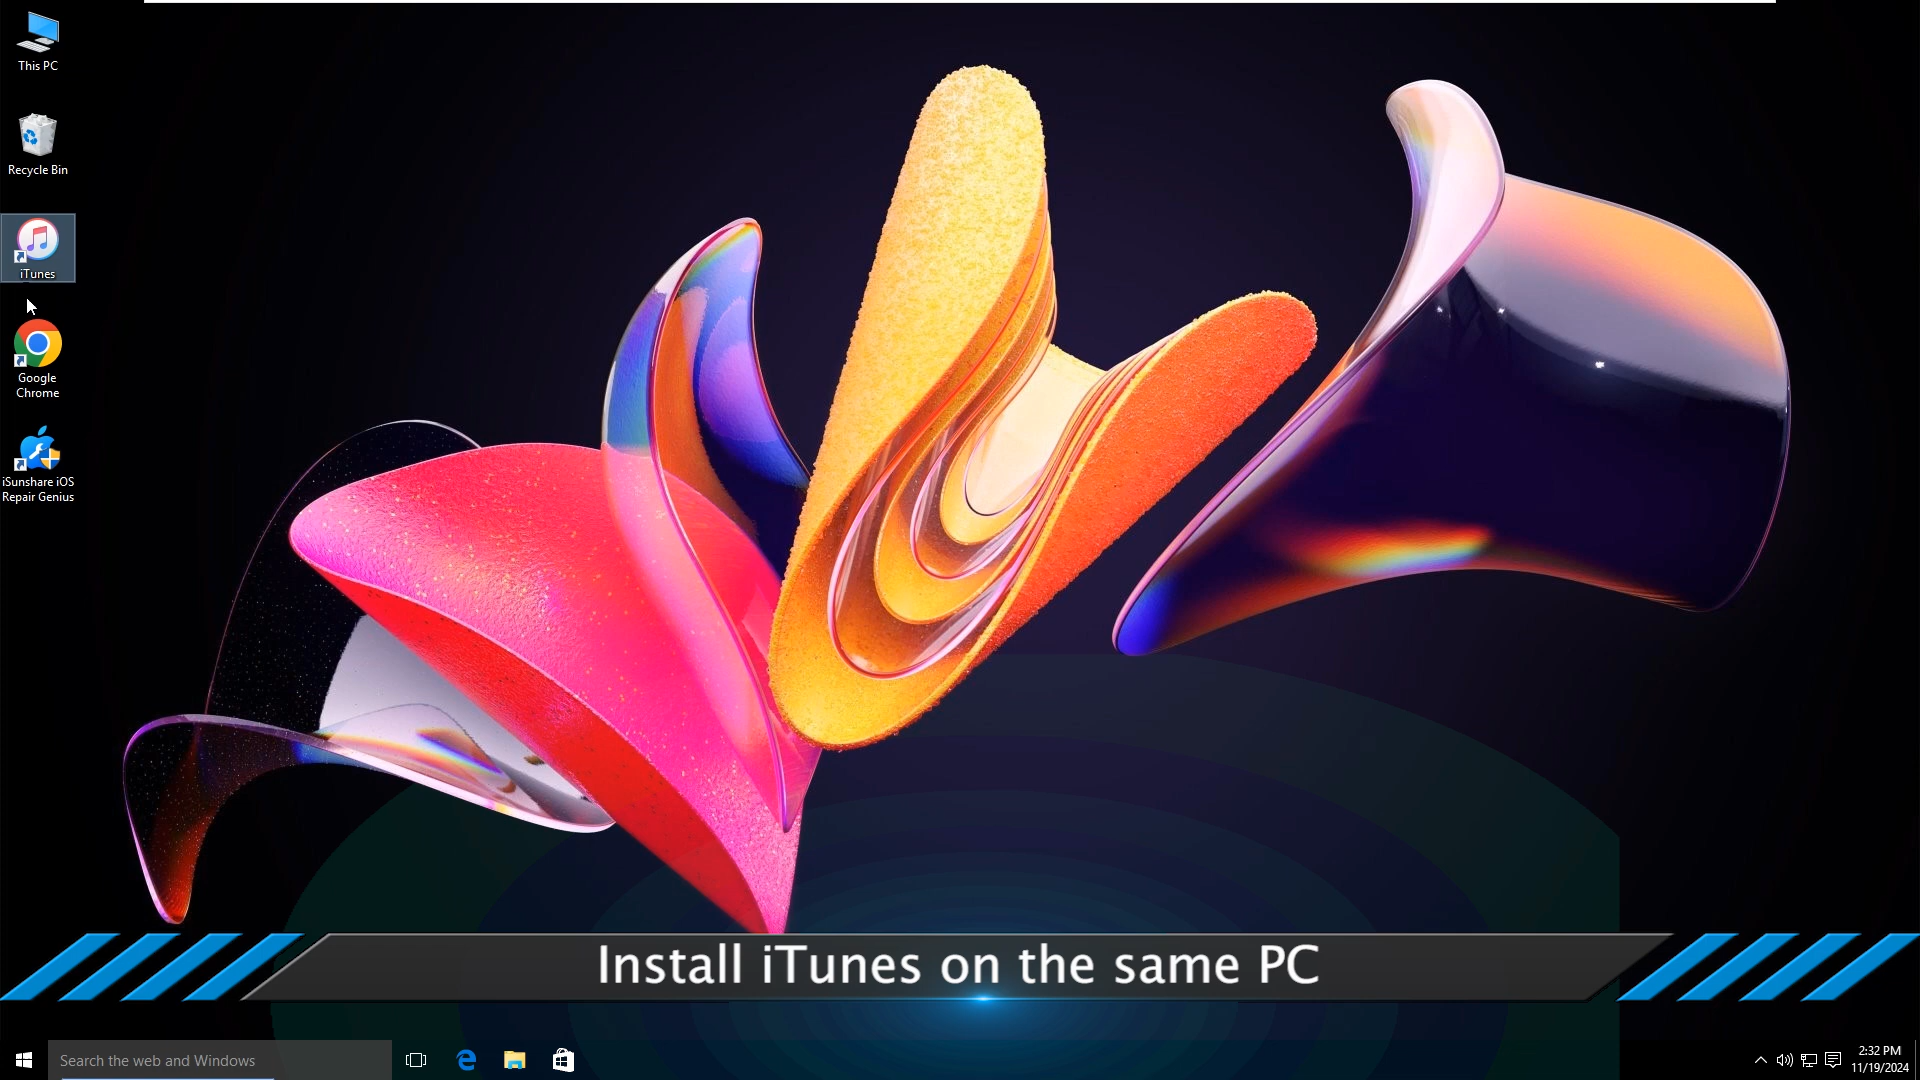 This PC
Recycle Bin
iTunes
Google
Chrome
iSunshare iOS
Repair Genius
Install iTunes on the same PC
Search the web and Windows
2:32 PM
11/19/2024